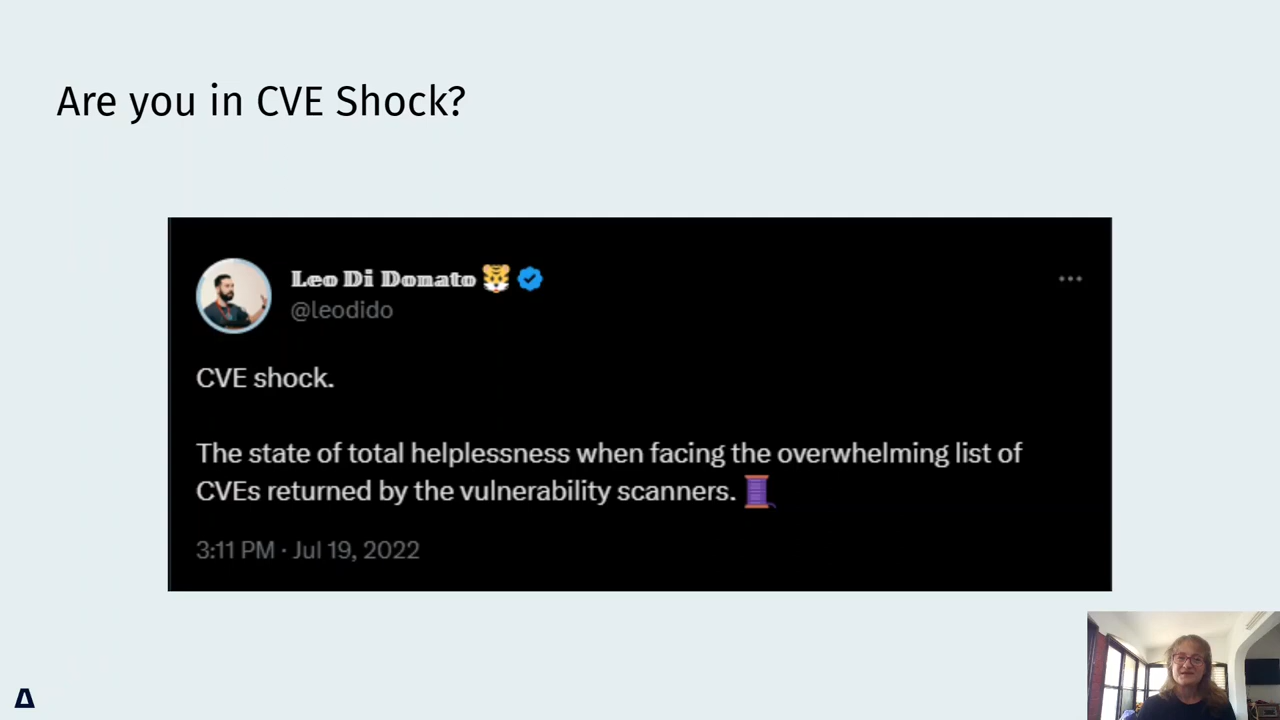 Are you in CVE Shock?
Leo Di Donato 🐯
@leodido
CVE shock.
The state of total helplessness when facing the overwhelming list of
CVEs returned by the vulnerability scanners. 🧵
3:11 PM · Jul 19, 2022